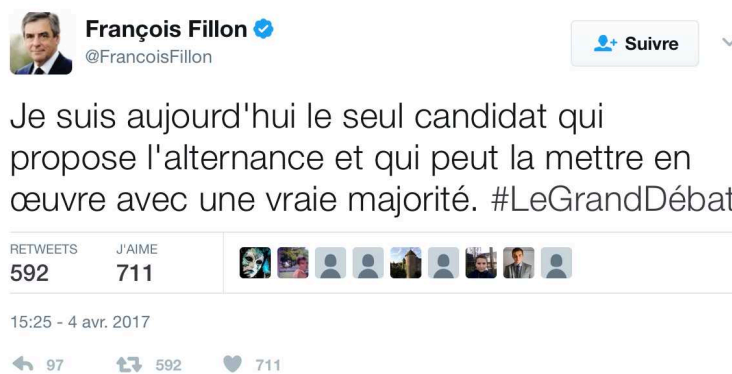 François Fillon
@FrancoisFillon
Suivre
Je suis aujourd'hui le seul candidat qui
propose l'alternance et qui peut la mettre en
œuvre avec une vraie majorité. #LeGrandDébat
RETWEETS J'AIME
592 711
15:25 - 4 avr. 2017
97 592 711